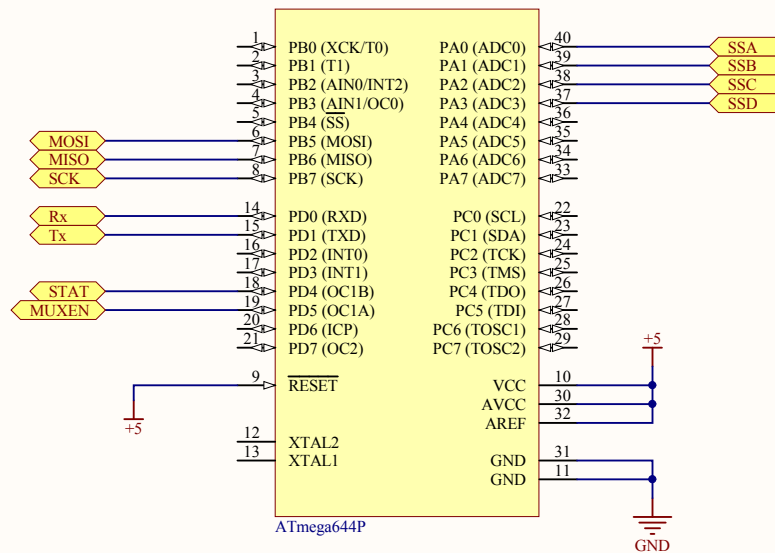 1 PB0 (XCK/T0) PA0 (ADC0) 40 SSA
2 PB1 (T1) PA1 (ADC1) 39 SSB
3 PB2 (AIN0/INT2) PA2 (ADC2) 38 SSC
4 PB3 (AIN1/OC0) PA3 (ADC3) 37 SSD
5 PB4 (SS) PA4 (ADC4) 36
MOSI 6 PB5 (MOSI) PA5 (ADC5) 35
MISO 7 PB6 (MISO) PA6 (ADC6) 34
SCK 8 PB7 (SCK) PA7 (ADC7) 33
Rx 14 PD0 (RXD) PC0 (SCL) 22
Tx 15 PD1 (TXD) PC1 (SDA) 23
16 PD2 (INT0) PC2 (TCK) 24
17 PD3 (INT1) PC3 (TMS) 25
STAT 18 PD4 (OC1B) PC4 (TDO) 26
MUXEN 19 PD5 (OC1A) PC5 (TDI) 27
20 PD6 (ICP) PC6 (TOSC1) 28
21 PD7 (OC2) PC7 (TOSC2) 29
+5
9 RESET VCC 10
AVCC 30
+5 AREF 32
12 XTAL2
13 XTAL1 GND 31
GND 11
ATmega644P
GND